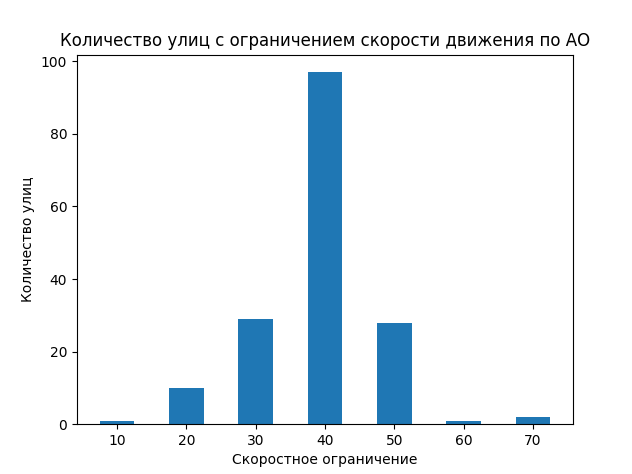 Количество улиц с ограничением скорости движения по АО
100
80
60
40
20
0
Количество улиц
10 20 30 40 50 60 70
Скоростное ограничение